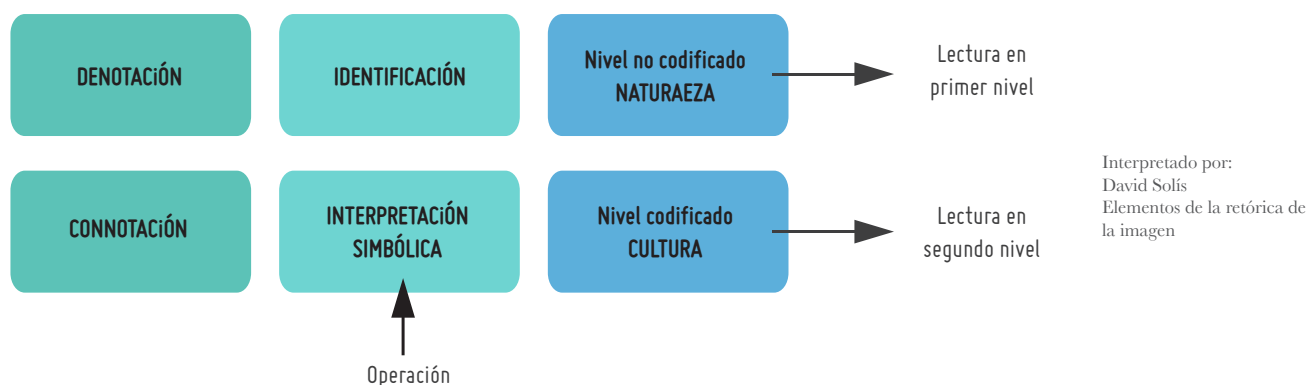 DENOTACiÓN
IDENTIFICACIÓN
Nivel no codificado
NATURAEZA
Lectura en
primer nivel
CONNOTACiÓN
INTERPRETACiÓN
SIMBÓLICA
Nivel codificado
CULTURA
Lectura en
segundo nivel
Interpretado por:
David Solís
Elementos de la retórica de
la imagen
Operación